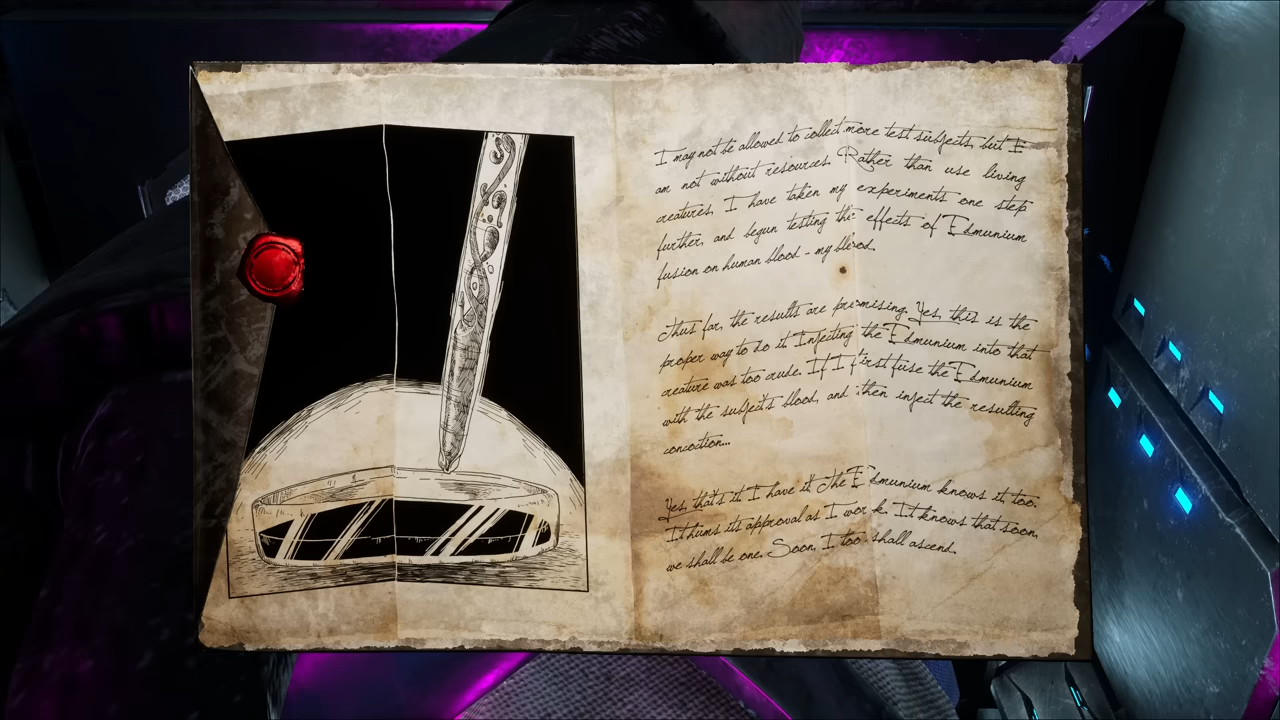 I may not be allowed to collect more test subjects, but I
am not without resources. Rather than use living
creatures, I have taken my experiments one step
further, and begun testing the effects of Edmunium
fusion on human blood - my blood.
Thus far, the results are promising. Yes, this is the
proper way to do it. Injecting the Edmunium into that
creature was too crude. If I first fuse the Edmunium
with the subject's blood, and then inject the resulting
concoction...
Yes, that's it. I have it. The Edmunium knows it too.
It hums its approval as I work. It knows that soon,
we shall be one. Soon, I too shall ascend.